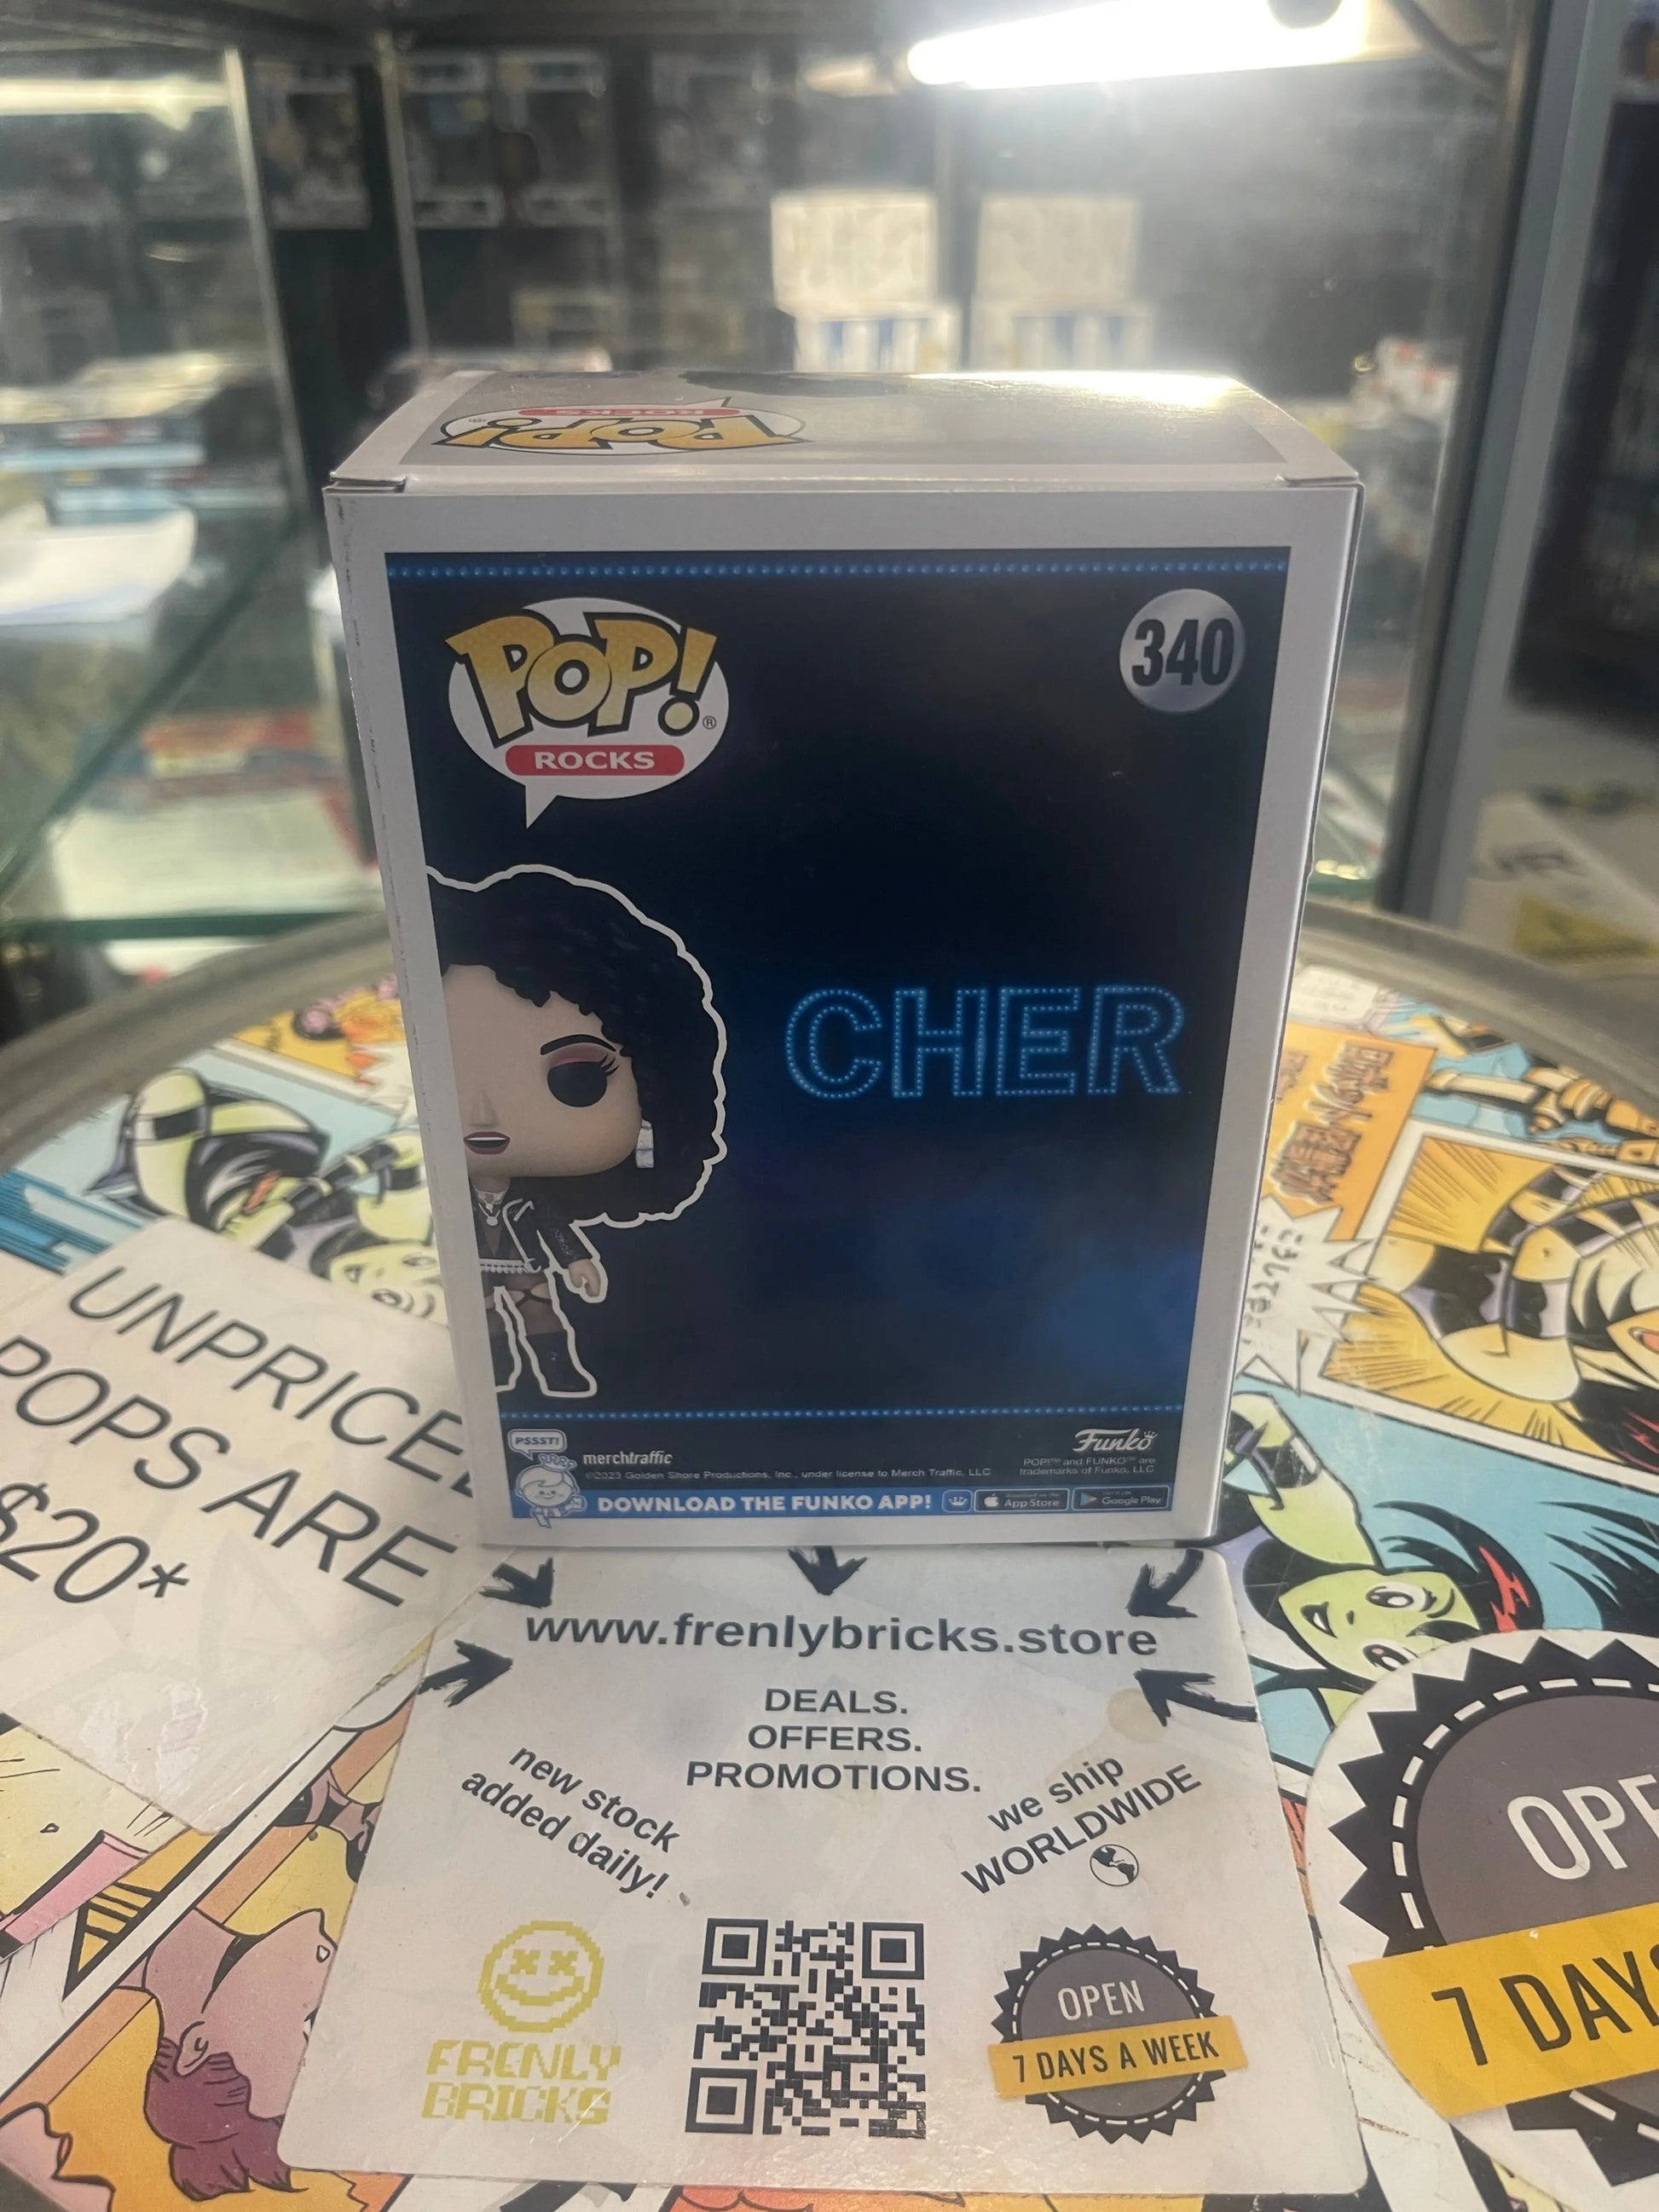 POP!®
ROCKS
POP!®
ROCKS
340
CHER
PSSST!
merchtraffic
©2023 Golden Shore Productions, Inc., under license to Merch Traffic, LLC
Funko
POP!™ and FUNKO™ are
trademarks of Funko, LLC
DOWNLOAD THE FUNKO APP!
App Store
Google Play
UNPRICED
POPS ARE
$20*
www.frenlybricks.store
DEALS.
OFFERS.
PROMOTIONS.
new stock
added daily!
we ship
WORLDWIDE
FRENLY
BRICKS
OPEN
7 DAYS A WEEK
OPE
7 DAYS